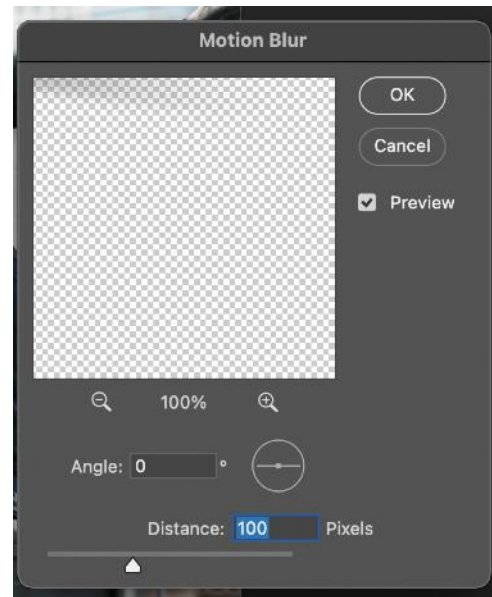 Motion Blur
OK
Cancel
Preview
100%
Angle: 0 °
Distance: 100 Pixels